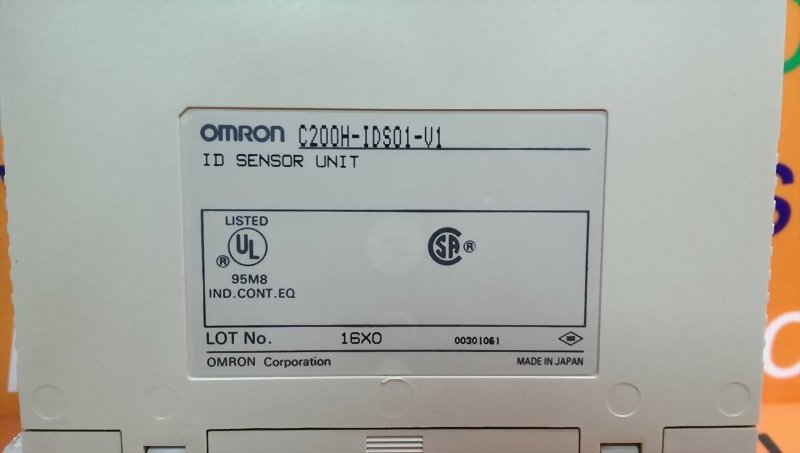 OMRON C200H-IDS01-V1
ID SENSOR UNIT
LISTED
UL ®
95M8
IND.CONT.EQ
SA ®
LOT No. 16X0 00301061
OMRON Corporation MADE IN JAPAN